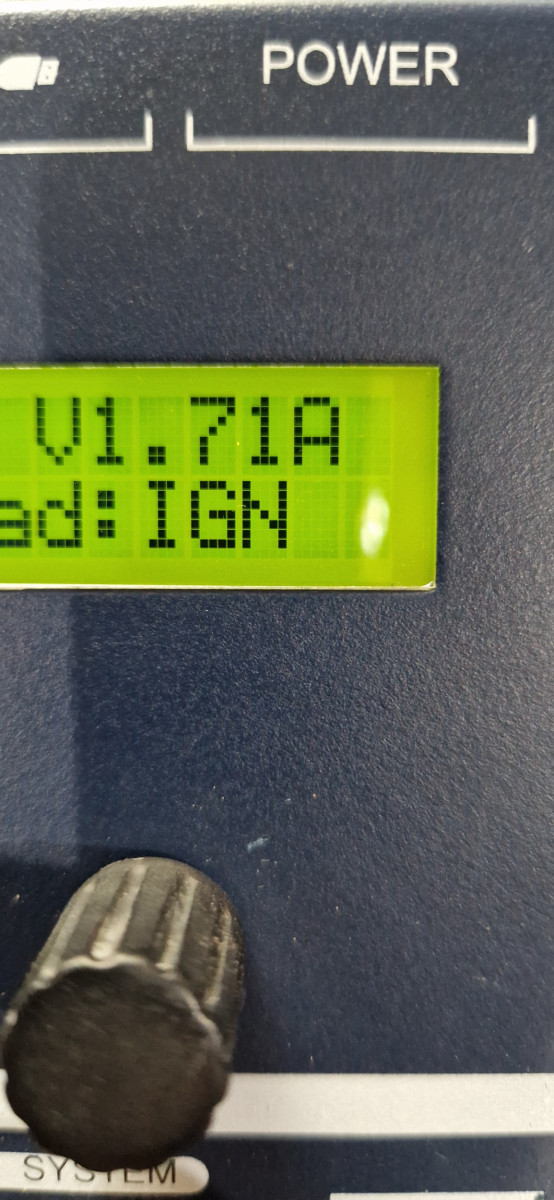 POWER
V1.71A
ad:IGN
SYSTEM